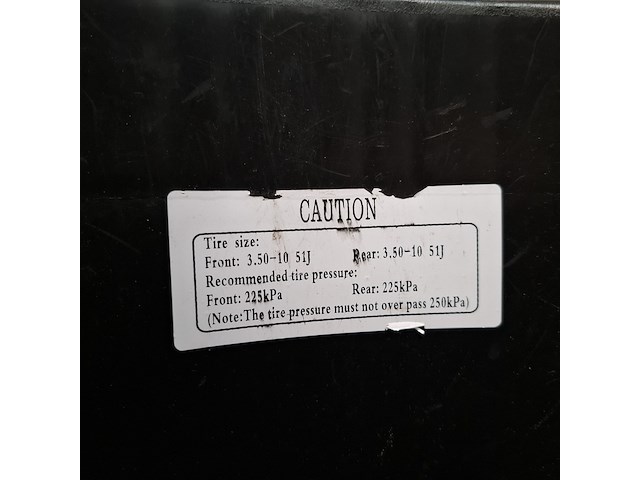 CAUTION
Tire size:
Front: 3.50-10 51J Rear: 3.50-10 51J
Recommended tire pressure:
Front: 225kPa Rear: 225kPa
(Note:The tire pressure must not over pass 250kPa)